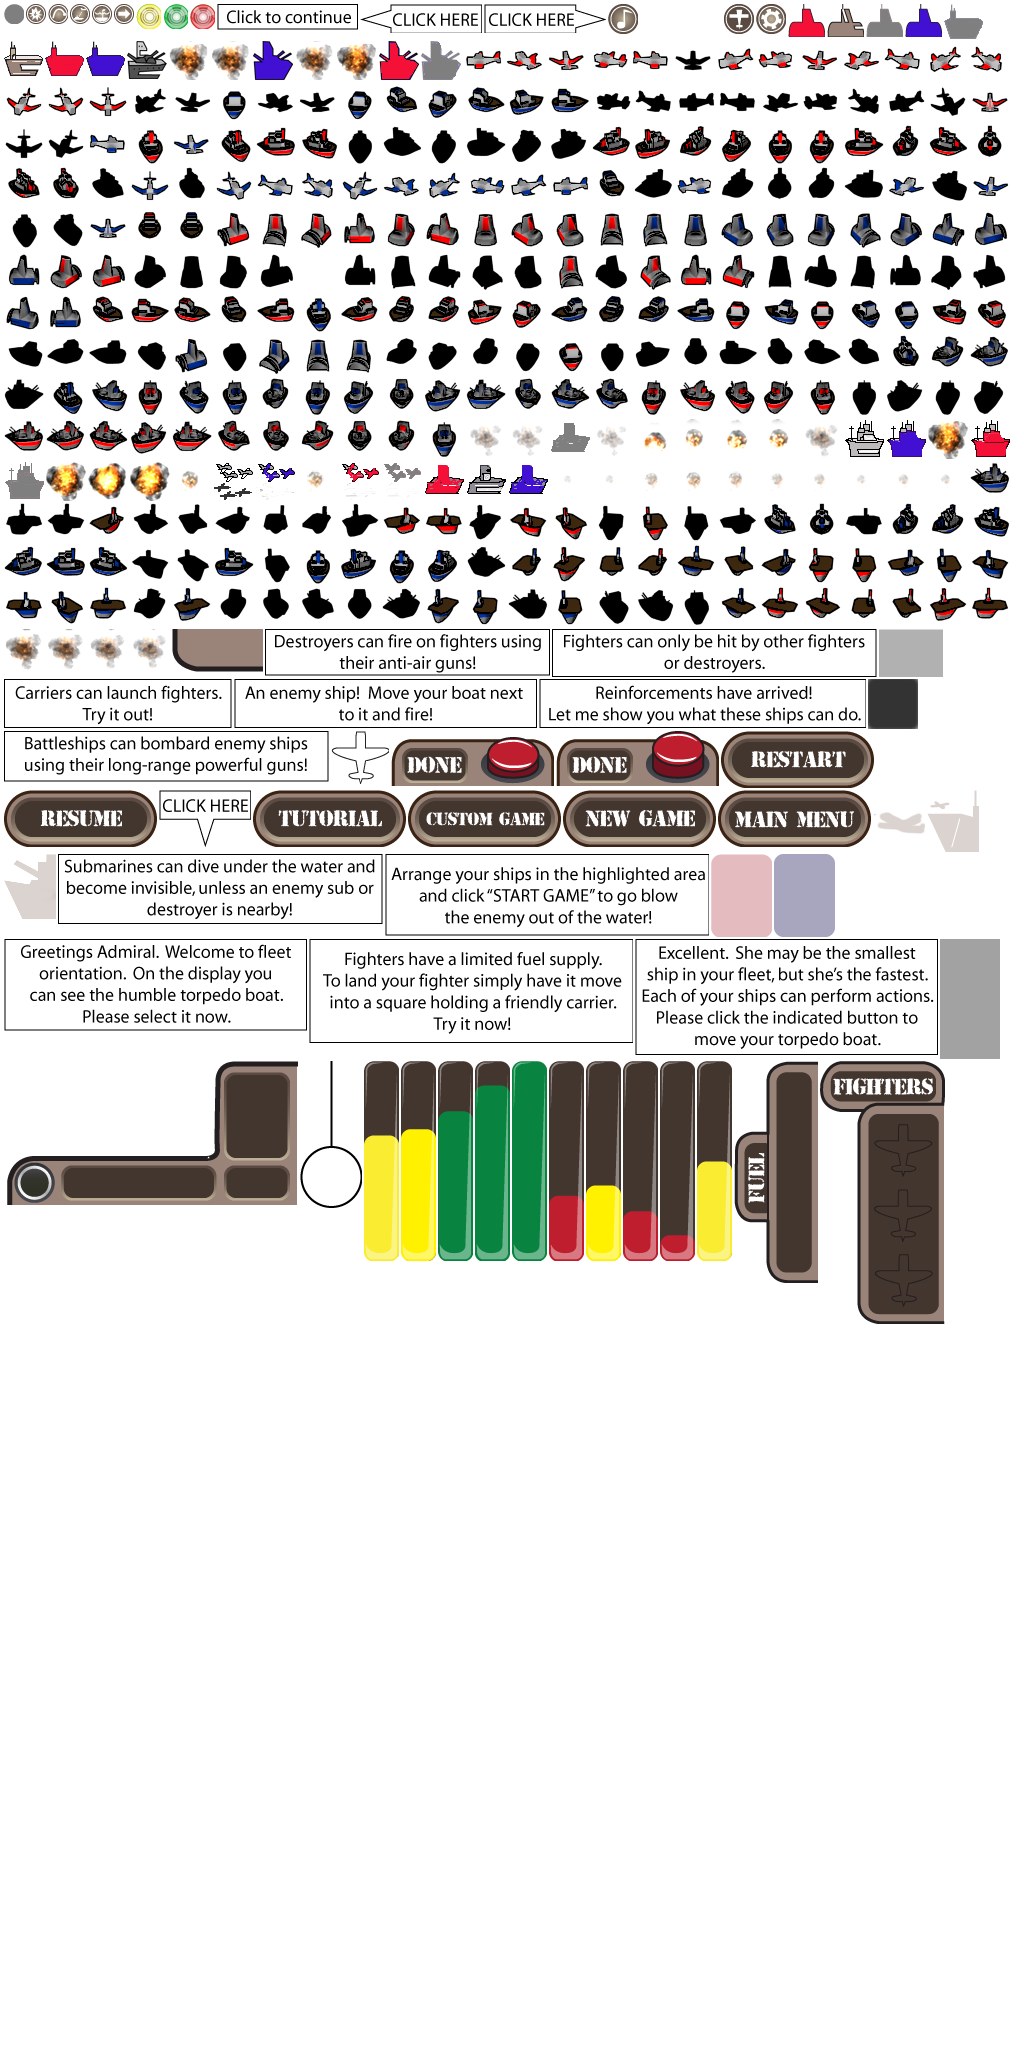 Click to continue
CLICK HERE
CLICK HERE
Destroyers can fire on fighters using
their anti-air guns!
Fighters can only be hit by other fighters
or destroyers.
Carriers can launch fighters.
Try it out!
An enemy ship! Move your boat next
to it and fire!
Reinforcements have arrived!
Let me show you what these ships can do.
Battleships can bombard enemy ships
using their long-range powerful guns!
DONE
DONE
RESTART
RESUME
CLICK HERE
TUTORIAL
CUSTOM GAME
NEW GAME
MAIN MENU
Submarines can dive under the water and
become invisible, unless an enemy sub or
destroyer is nearby!
Arrange your ships in the highlighted area
and click “START GAME” to go blow
the enemy out of the water!
Greetings Admiral. Welcome to fleet
orientation. On the display you
can see the humble torpedo boat.
Please select it now.
Fighters have a limited fuel supply.
To land your fighter simply have it move
into a square holding a friendly carrier.
Try it now!
Excellent. She may be the smallest
ship in your fleet, but she's the fastest.
Each of your ships can perform actions.
Please click the indicated button to
move your torpedo boat.
FUEL
FIGHTERS